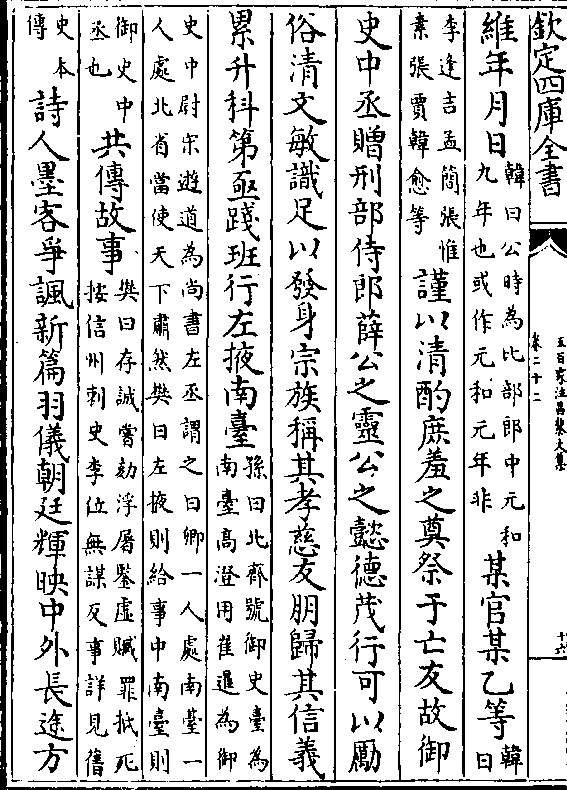 欽定四庫全書
五百家注昌黎文集
卷二十二
維年月日
韓曰公時為比部郎中元和
九年也或作元和元年非
某官某乙等
韓曰
李逢吉孟簡張惟
素張賈韓愈等
謹以清酌庶羞之奠祭于亡友故御
史中丞贈刑部侍郎薛公之靈公之懿德茂行可以勵
俗清文敏識足以發身宗族稱其孝慈友朋歸其信義
累升科第亟踐班行左掖南臺
孫曰北齊號御史臺為
南臺高澄用崔暹為御
史中尉宋遊道為尚書左丞謂之曰卿一人處南臺一
人處北省當使天下肅然樊曰左掖則給事中南臺則
御史中
丞也
共傳故事
樊曰存誠嘗劾浮屠鑒虛贓罪抵死
按信州刺史李位無謀反事詳見舊
史本
傳
詩人墨客爭諷新篇羽儀朝廷輝映中外長途方